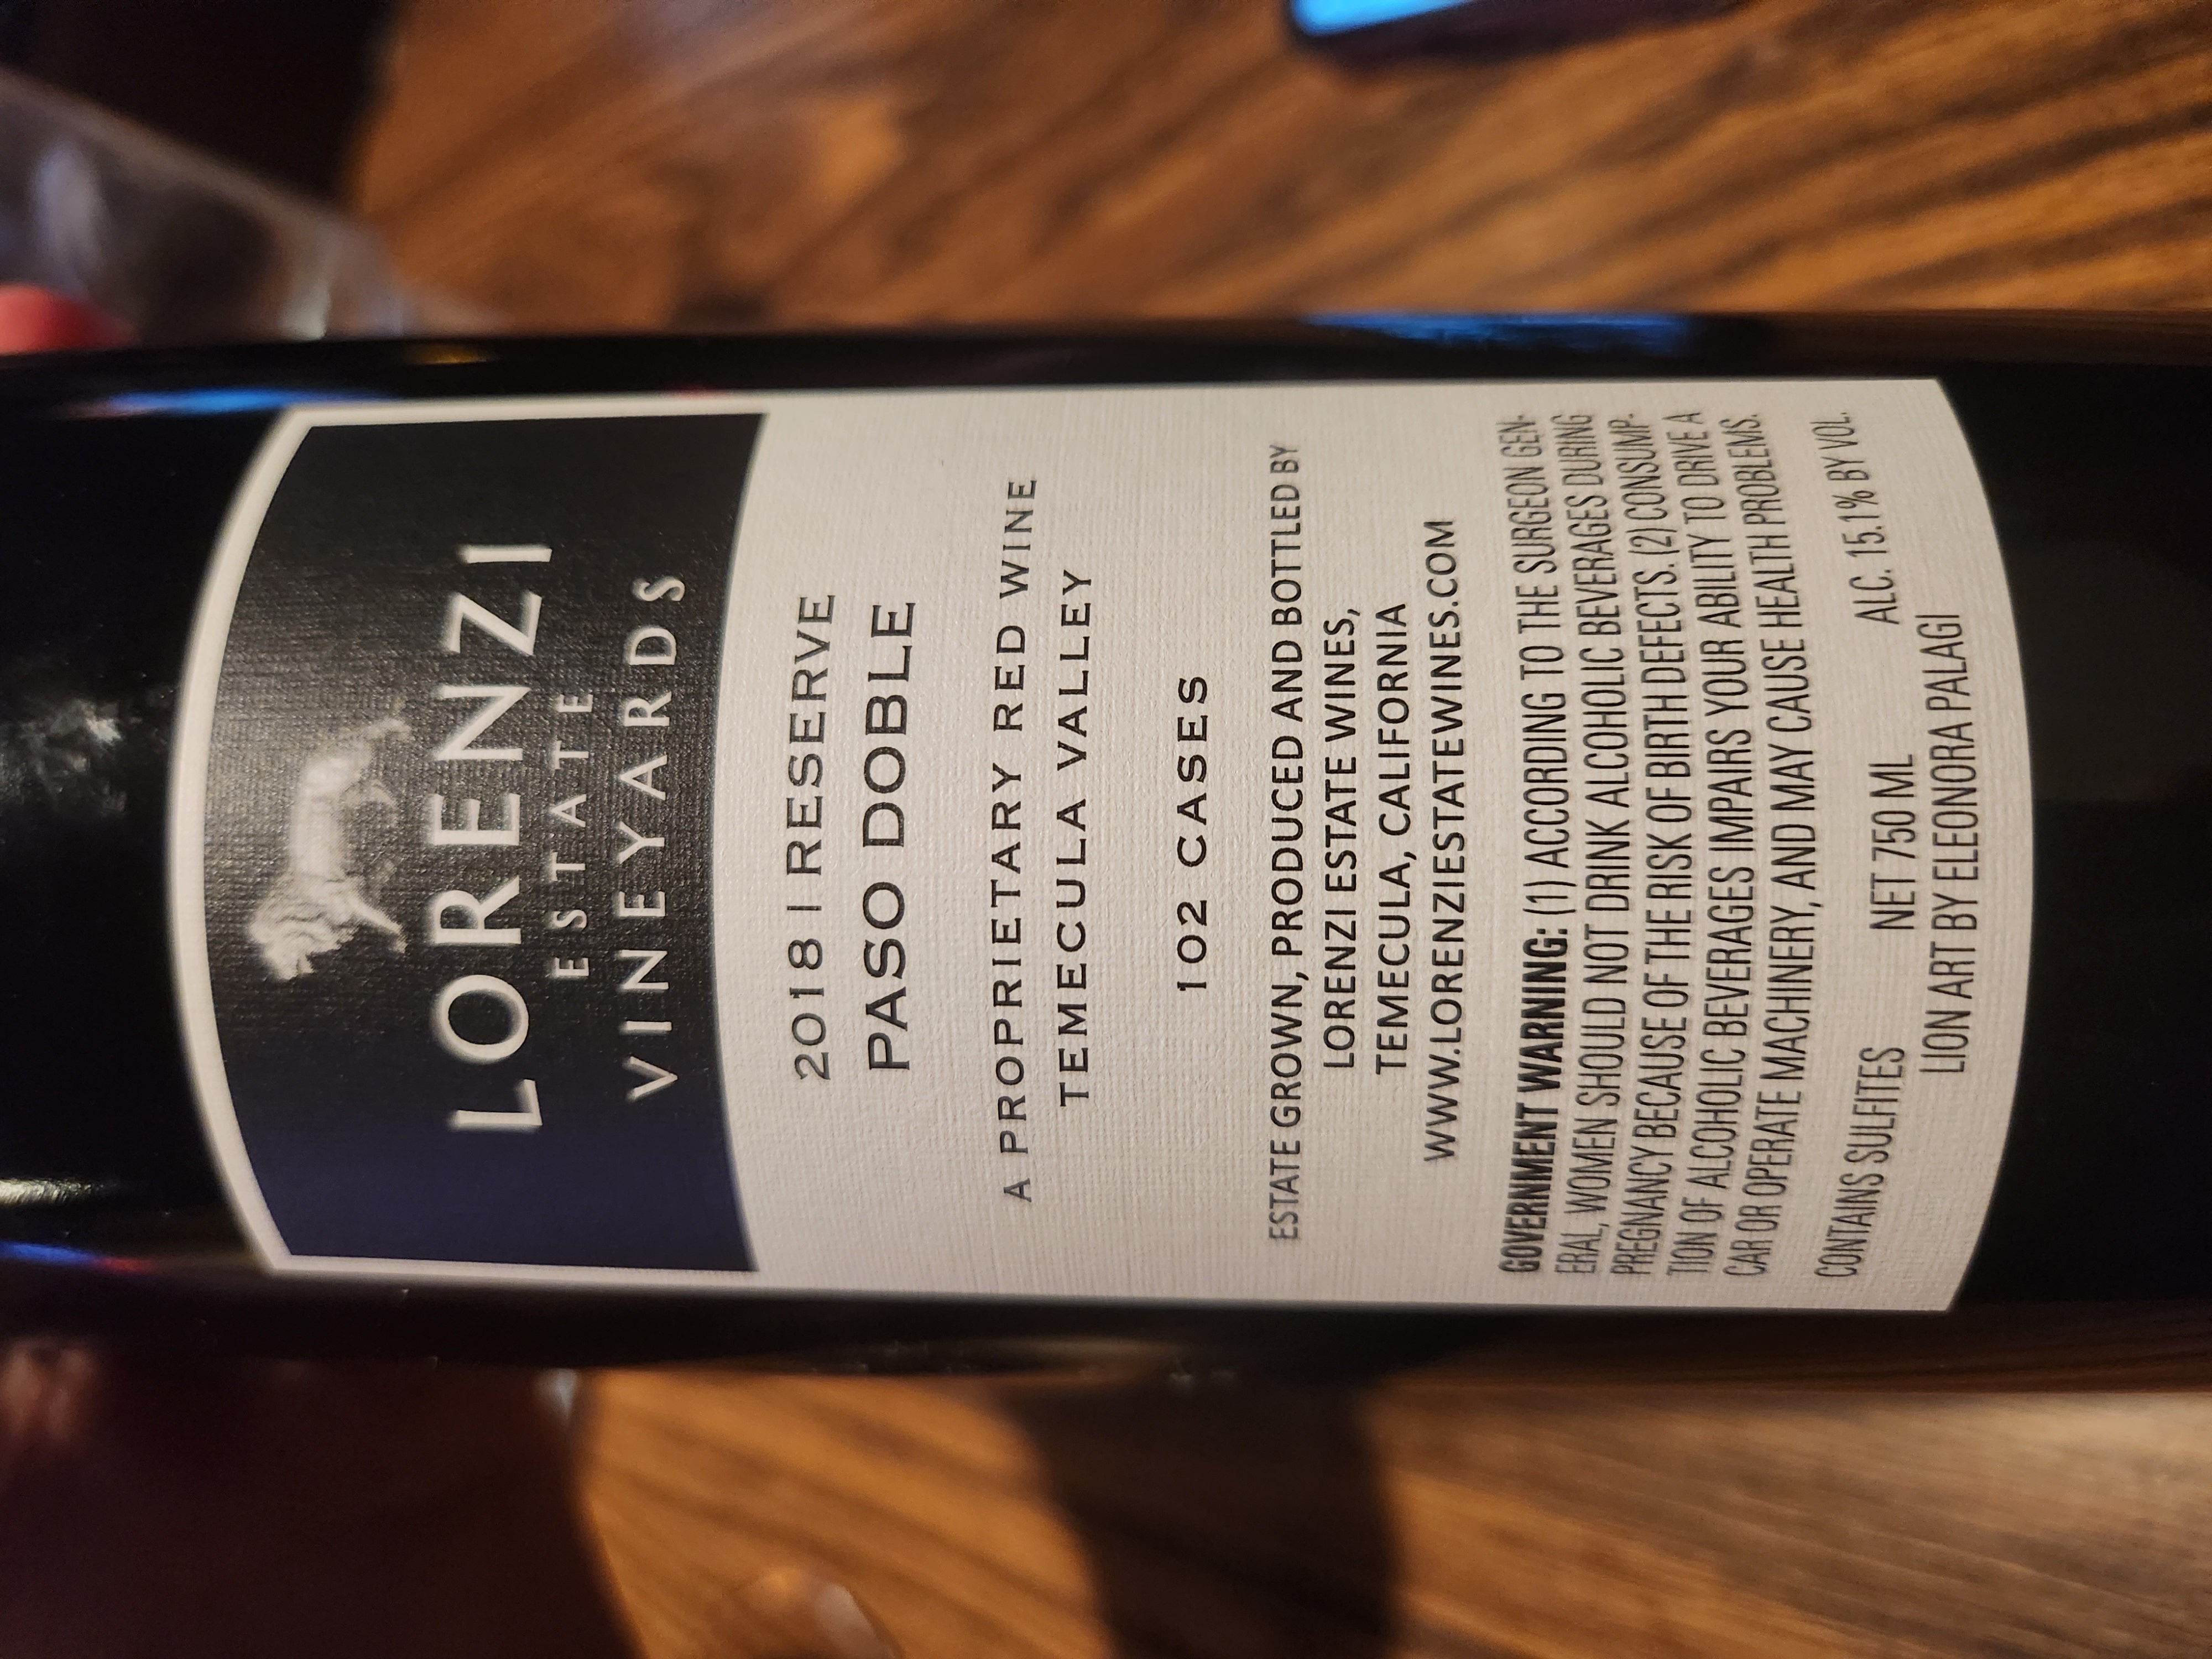 LORENZI
ESTATE
VINEYARDS
2018 | RESERVE
PASO DOBLE
A PROPRIETARY RED WINE
TEMECULA VALLEY
102 CASES
ESTATE GROWN, PRODUCED AND BOTTLED BY
LORENZI ESTATE WINES,
TEMECULA, CALIFORNIA
WWW.LORENZIESTATEWINES.COM
GOVERNMENT WARNING: (1) ACCORDING TO THE SURGEON GEN-
ERAL, WOMEN SHOULD NOT DRINK ALCOHOLIC BEVERAGES DURING
PREGNANCY BECAUSE OF THE RISK OF BIRTH DEFECTS. (2) CONSUMP-
TION OF ALCOHOLIC BEVERAGES IMPAIRS YOUR ABILITY TO DRIVE A
CAR OR OPERATE MACHINERY, AND MAY CAUSE HEALTH PROBLEMS.
CONTAINS SULFITES NET 750 ML ALC. 15.1% BY VOL.
LION ART BY ELEONORA PALAGI